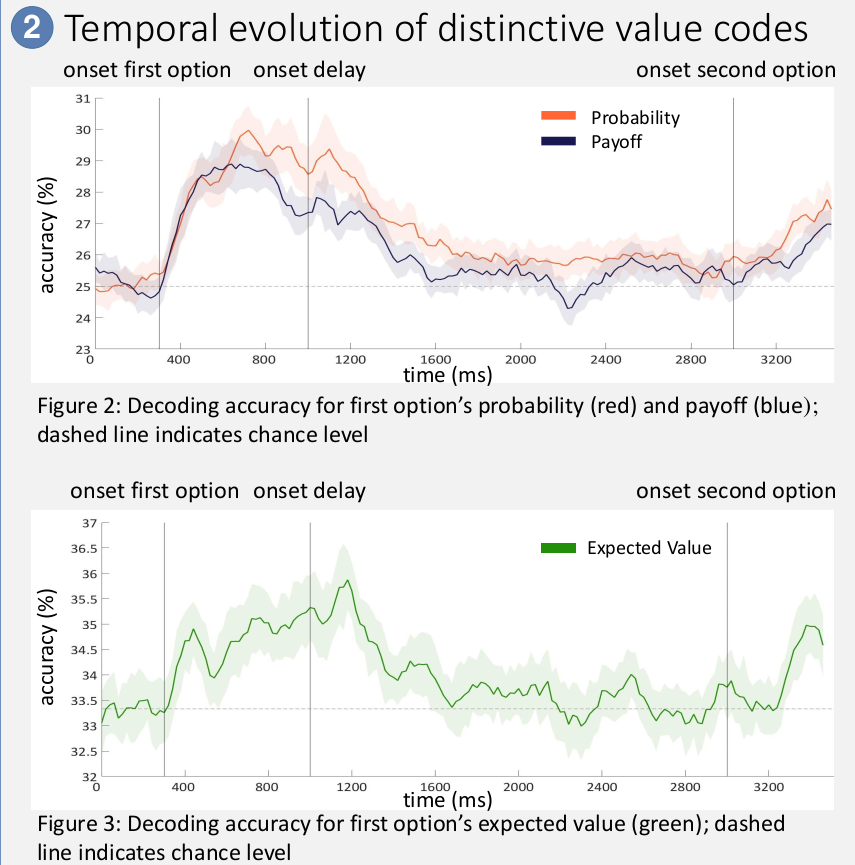 2 Temporal evolution of distinctive value codes
onset first option onset delay onset second option
31
30
29
28
27
26
25
24
23
accuracy (%)
Probability
Payoff
0 400 800 1200 1600 2000 2400 2800 3200
time (ms)
Figure 2: Decoding accuracy for first option’s probability (red) and payoff (blue);
dashed line indicates chance level
onset first option onset delay onset second option
37
36.5
36
35.5
35
34.5
34
33.5
33
32.5
32
accuracy (%)
Expected Value
0 400 800 1200 1600 2000 2400 2800 3200
time (ms)
Figure 3: Decoding accuracy for first option’s expected value (green); dashed
line indicates chance level